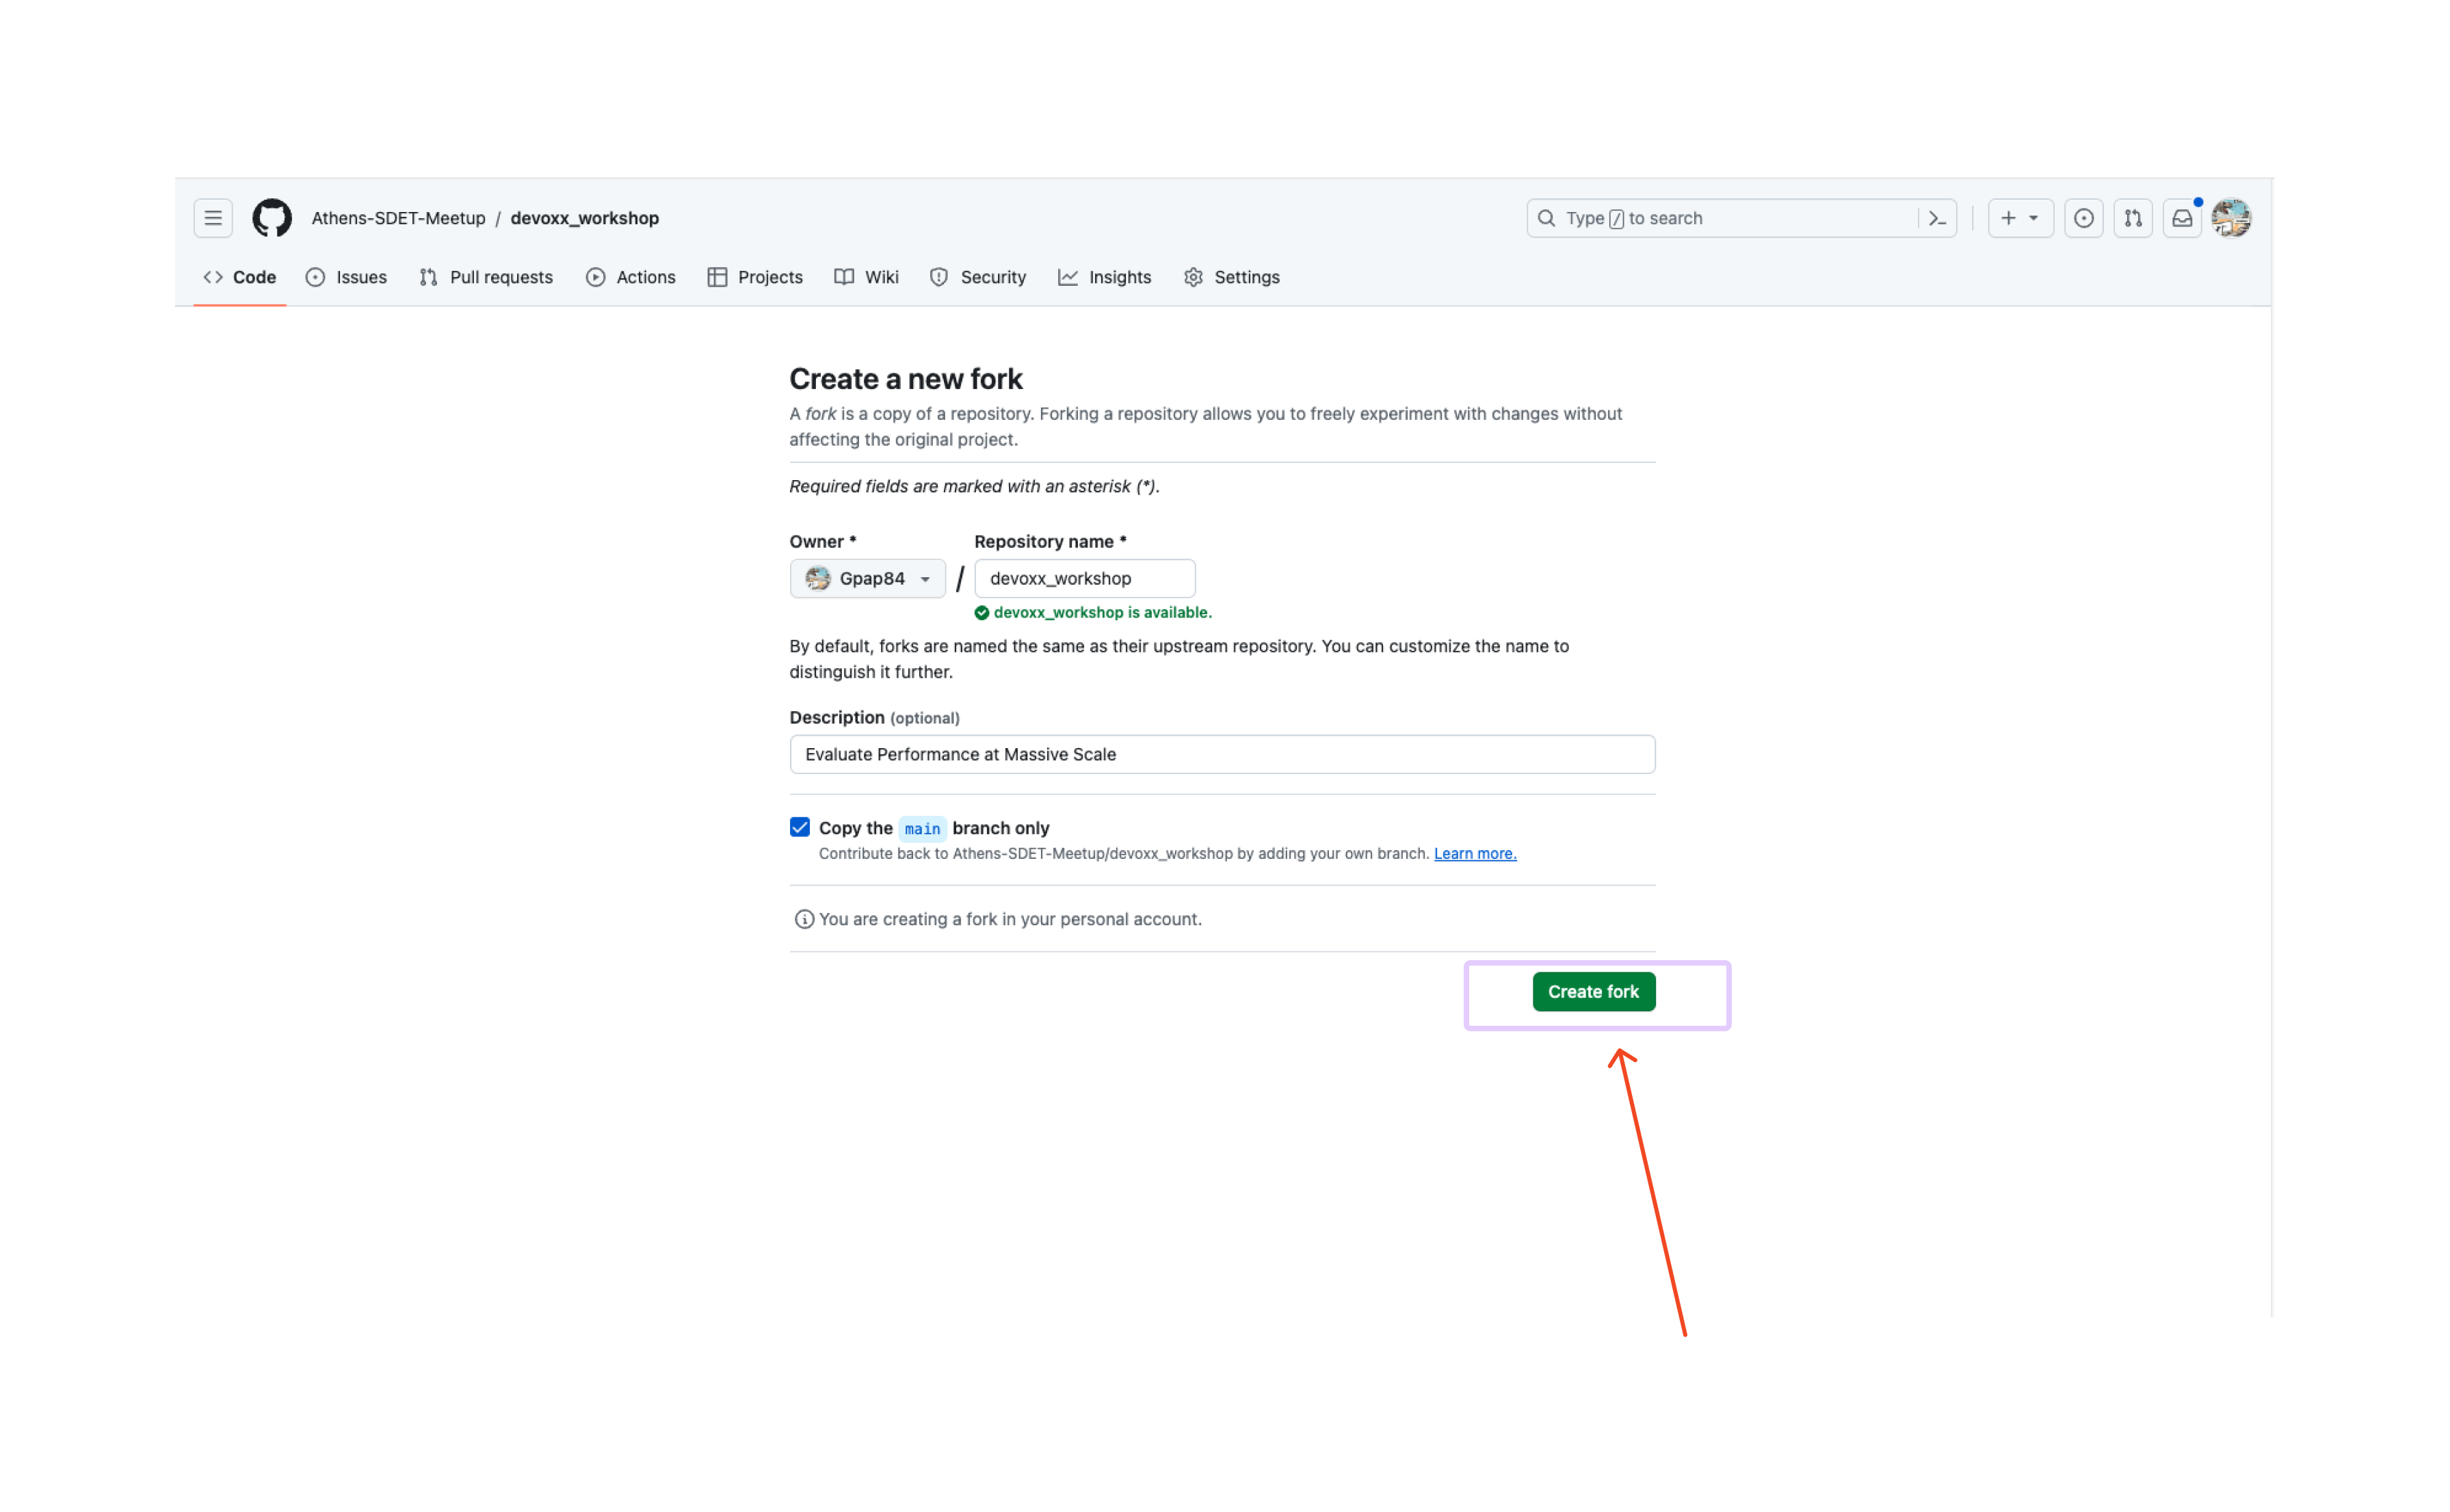 Athens-SDET-Meetup / devoxx_workshop
Type / to search
Code Issues Pull requests Actions Projects Wiki Security Insights Settings
Create a new fork
A fork is a copy of a repository. Forking a repository allows you to freely experiment with changes without
affecting the original project.
Required fields are marked with an asterisk (*).
Owner * Repository name *
Gpap84 / devoxx_workshop
devoxx_workshop is available.
By default, forks are named the same as their upstream repository. You can customize the name to
distinguish it further.
Description (optional)
Evaluate Performance at Massive Scale
Copy the main branch only
Contribute back to Athens-SDET-Meetup/devoxx_workshop by adding your own branch. Learn more.
You are creating a fork in your personal account.
Create fork